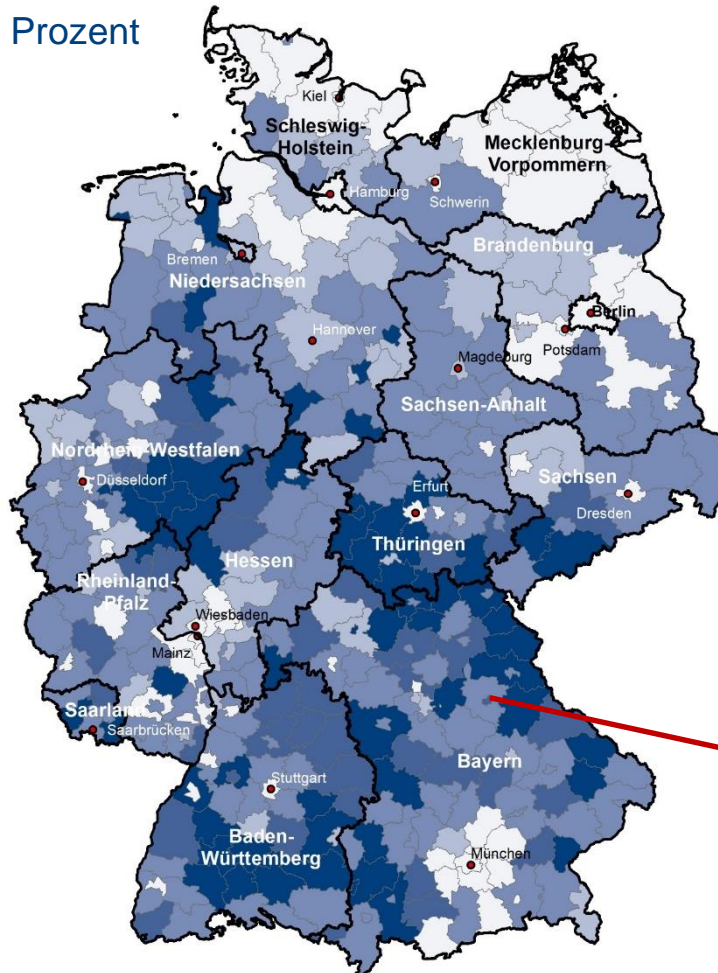 Prozent
Kiel
Schleswig-
Holstein
Mecklenburg-
Vorpommern
Hamburg
Schwerin
Brandenburg
Bremen
Niedersachsen
Berlin
Hannover
Potsdam
Magdeburg
Sachsen-Anhalt
Nordrhein-Westfalen
Düsseldorf
Sachsen
Erfurt
Dresden
Thüringen
Hessen
Rheinland-
Pfalz
Wiesbaden
Mainz
Saarland
Saarbrücken
Bayern
Stuttgart
Baden-
Württemberg
München